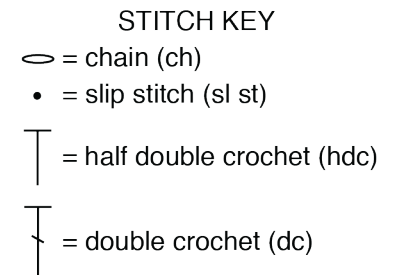 STITCH KEY
= chain (ch)
= slip stitch (sl st)
= half double crochet (hdc)
= double crochet (dc)